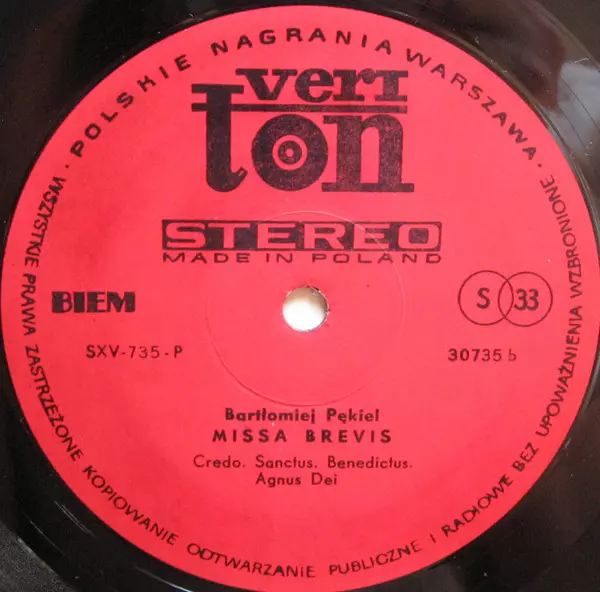 · POLSKIE NAGRANIA WARSZAWA ·
veri
ton
STEREO
MADE IN POLAND
BIEM
S 33
SXV-735-P
30735 b
Bartłomiej Pękiel
MISSA BREVIS
Credo. Sanctus. Benedictus.
Agnus Dei
WSZYSTKIE PRAWA ZASTRZEŻONE KOPIOWANIE ODTWARZANIE PUBLICZNE I RADIOWE BEZ UPOWAŻNIENIA WZBRONIONE